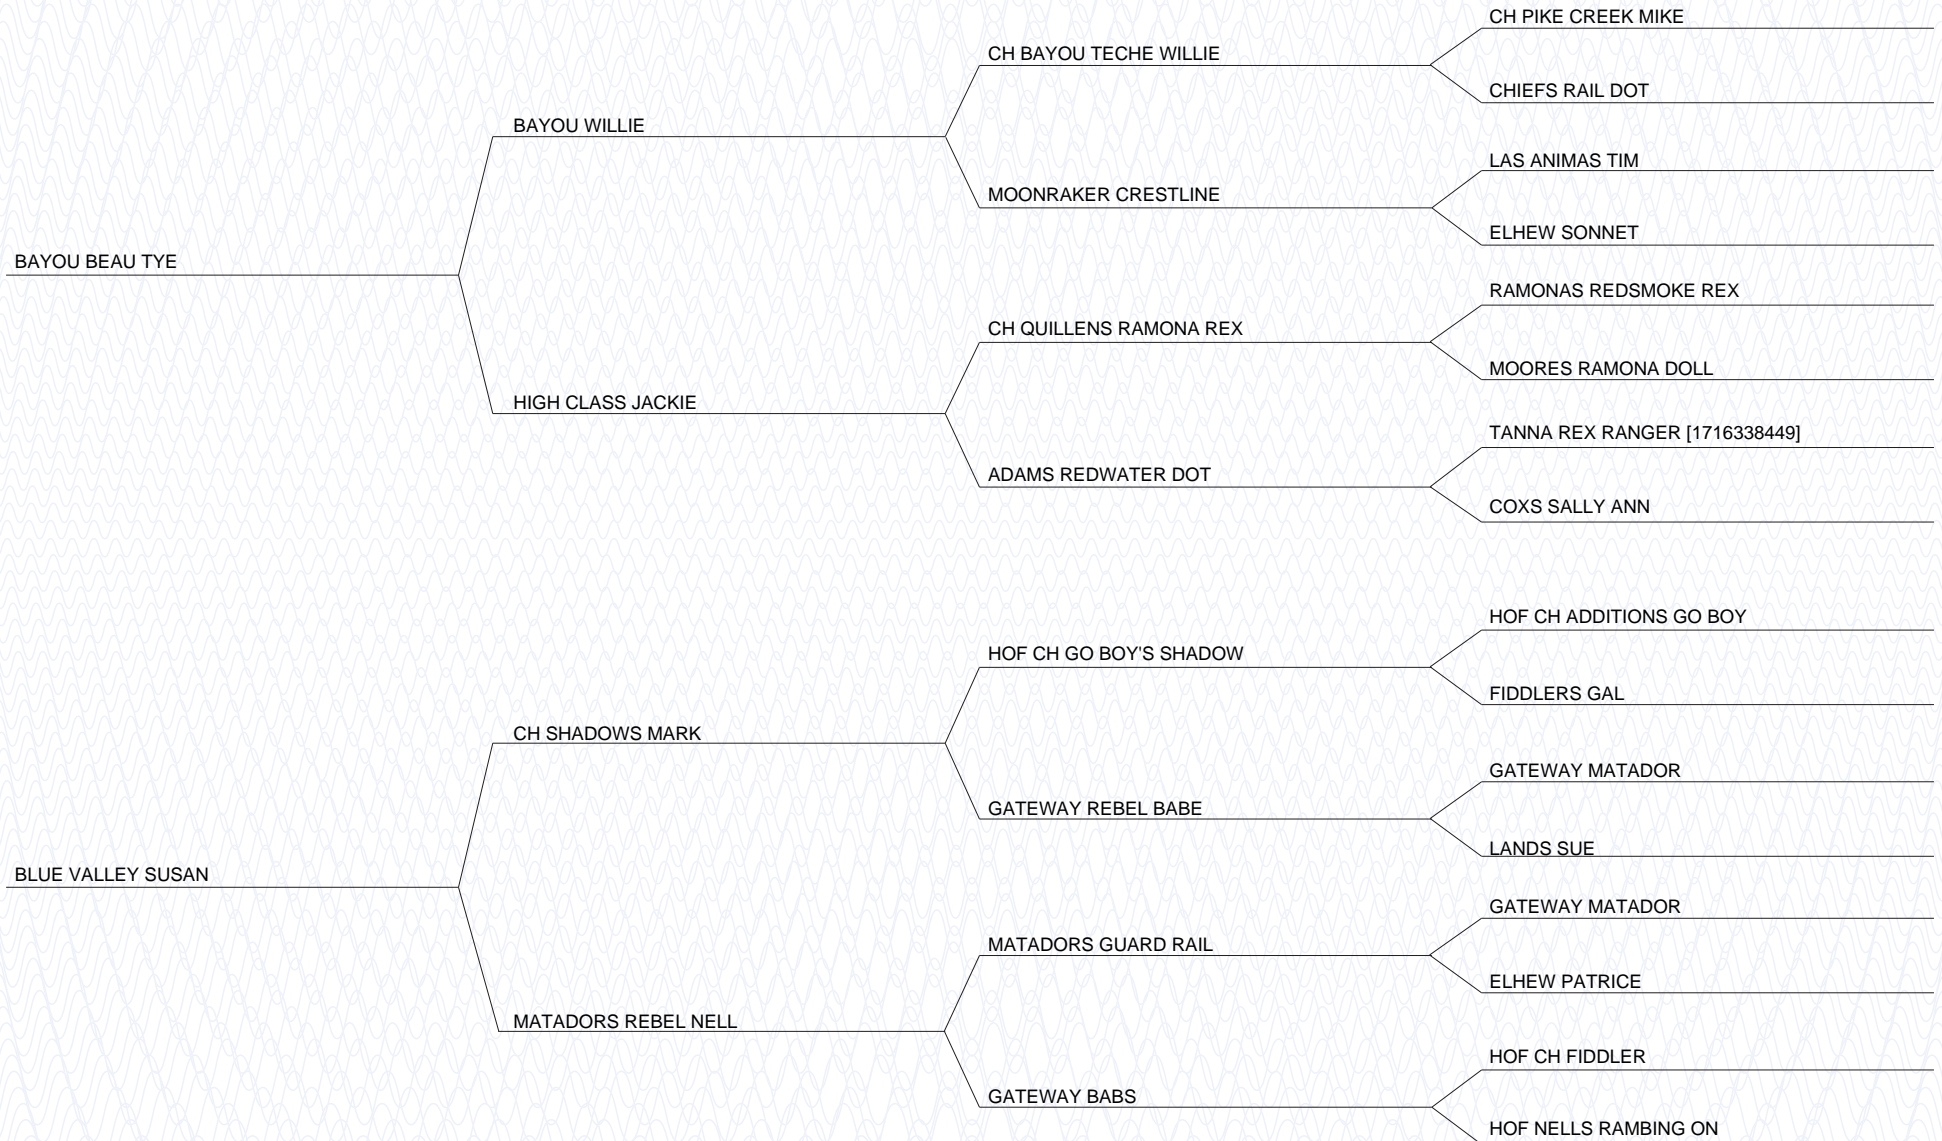 CH PIKE CREEK MIKE
CH BAYOU TECHE WILLIE
CHIEFS RAIL DOT
BAYOU WILLIE
LAS ANIMAS TIM
MOONRAKER CRESTLINE
ELHEW SONNET
BAYOU BEAU TYE
RAMONAS REDSMOKE REX
CH QUILLENS RAMONA REX
MOORES RAMONA DOLL
HIGH CLASS JACKIE
TANNA REX RANGER [1716338449]
ADAMS REDWATER DOT
COXS SALLY ANN
HOF CH ADDITIONS GO BOY
HOF CH GO BOY'S SHADOW
FIDDLERS GAL
CH SHADOWS MARK
GATEWAY MATADOR
GATEWAY REBEL BABE
LANDS SUE
BLUE VALLEY SUSAN
GATEWAY MATADOR
MATADORS GUARD RAIL
ELHEW PATRICE
MATADORS REBEL NELL
HOF CH FIDDLER
GATEWAY BABS
HOF NELLS RAMBING ON